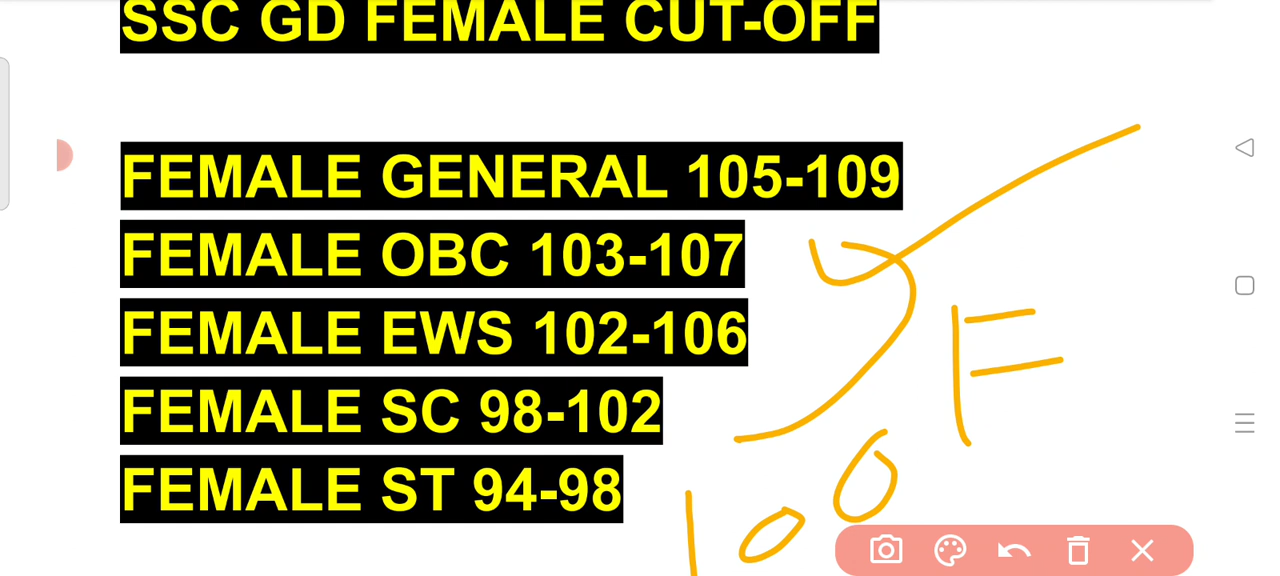 SSC GD FEMALE CUT-OFF
FEMALE GENERAL 105-109
FEMALE OBC 103-107
FEMALE EWS 102-106
FEMALE SC 98-102
FEMALE ST 94-98
F
100